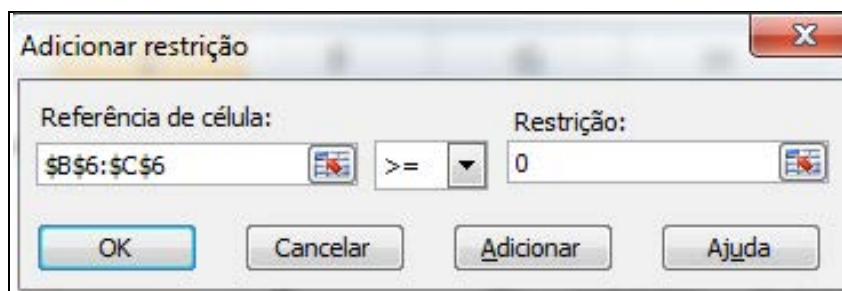 Adicionar restrição
Referência de célula:
Restrição:
$B$6:$C$6
>=
0
OK
Cancelar
Adicionar
Ajuda